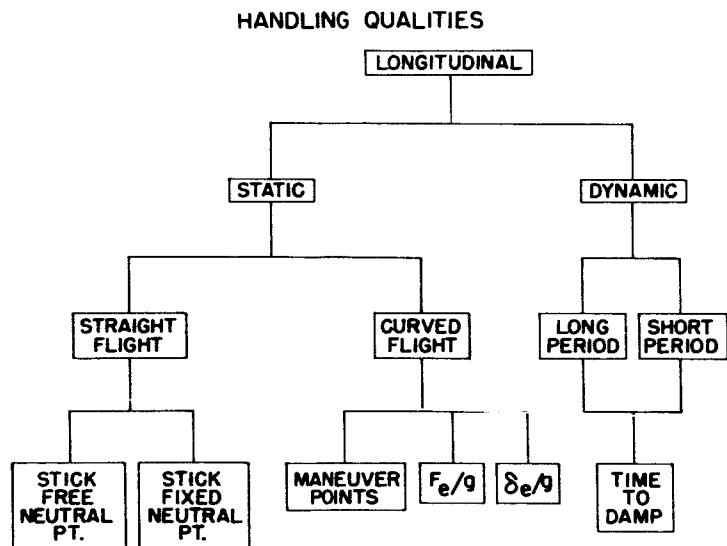 HANDLING QUALITIES
LONGITUDINAL
STATIC
DYNAMIC
STRAIGHT
FLIGHT
CURVED
FLIGHT
LONG
PERIOD
SHORT
PERIOD
STICK
FREE
NEUTRAL
PT.
STICK
FIXED
NEUTRAL
PT.
MANEUVER
POINTS
Fe/g
δe/g
TIME
TO
DAMP